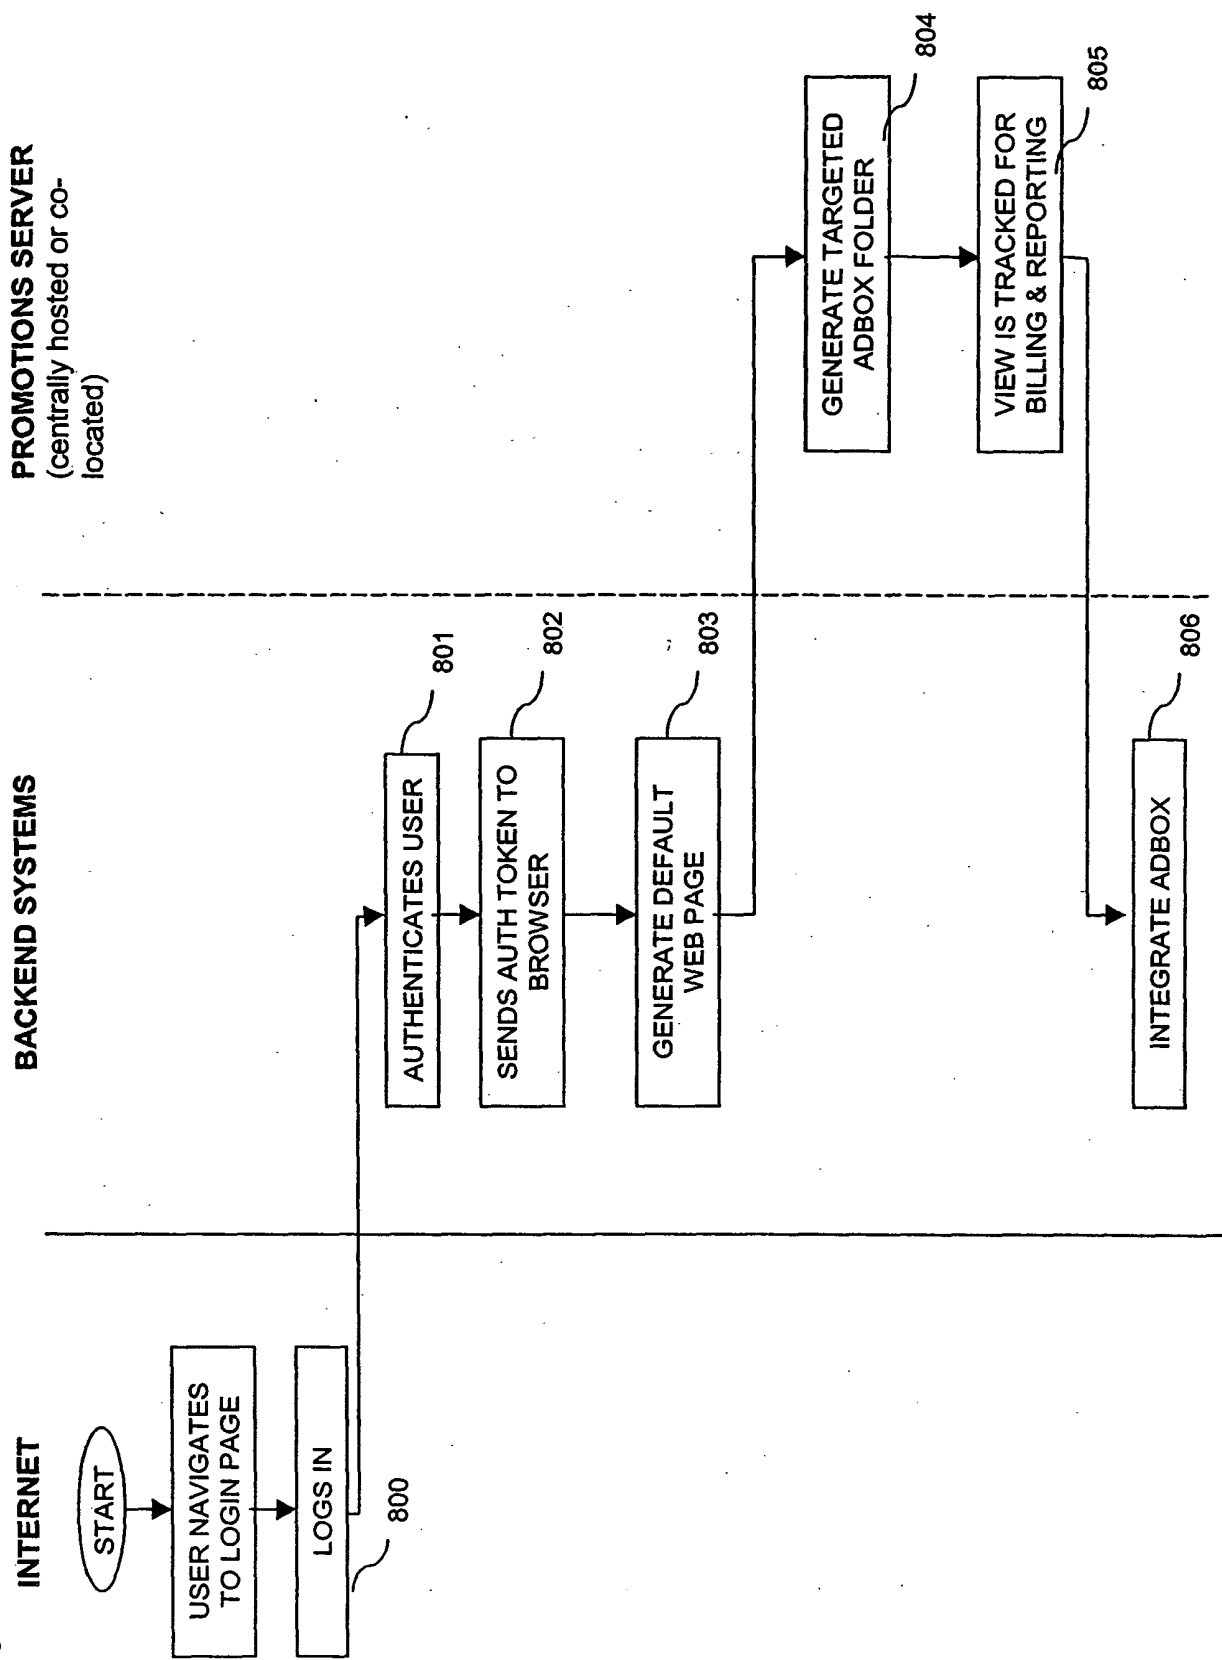 INTERNET
BACKEND SYSTEMS
PROMOTIONS SERVER
(centrally hosted or co-
located)
START
USER NAVIGATES
TO LOGIN PAGE
LOGS IN
800
AUTHENTICATES USER
801
SENDS AUTH TOKEN TO
BROWSER
802
GENERATE DEFAULT
WEB PAGE
803
GENERATE TARGETED
ADBOX FOLDER
804
VIEW IS TRACKED FOR
BILLING & REPORTING
805
INTEGRATE ADBOX
806